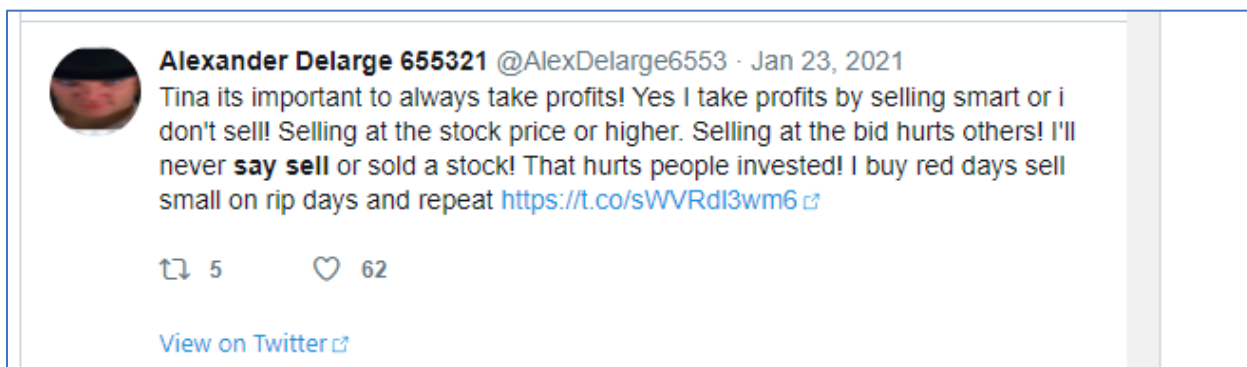 Alexander Delarge 655321 @AlexDelarge6553 · Jan 23, 2021
Tina its important to always take profits! Yes I take profits by selling smart or i
don't sell! Selling at the stock price or higher. Selling at the bid hurts others! I'll
never say sell or sold a stock! That hurts people invested! I buy red days sell
small on rip days and repeat https://t.co/sWVRdI3wm6
5 62
View on Twitter